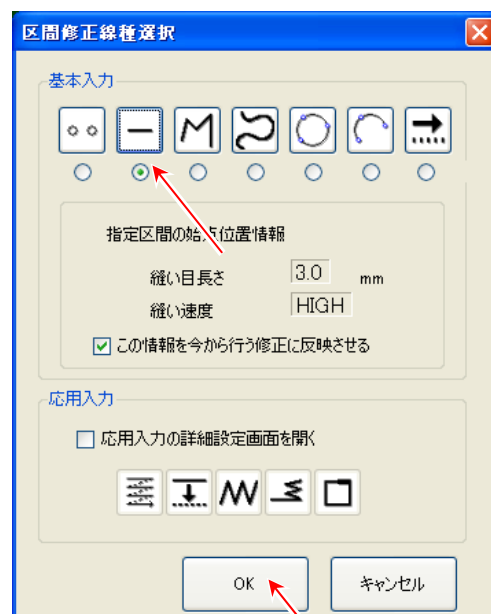 区間修正線種選択
基本入力
指定区間の始点位置情報
縫い目長さ 3.0 mm
縫い速度 HIGH
この情報を今から行う修正に反映させる
応用入力
応用入力の詳細設定画面を開く
OK キャンセル